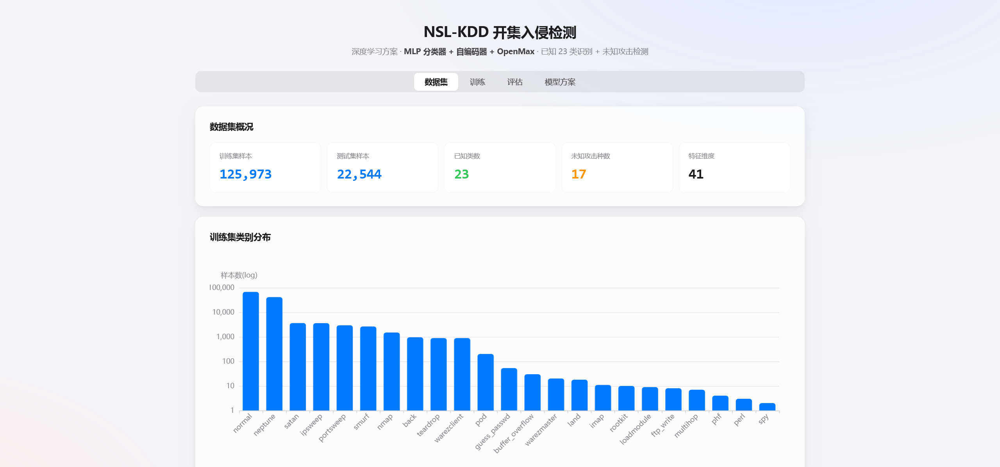 NSL-KDD 开集入侵检测
深度学习方案 · MLP 分类器 + 自编码器 + OpenMax · 已知 23 类识别 + 未知攻击检测
数据集 训练 评估 模型方案
数据集概况
训练集样本 测试集样本 已知类数 未知攻击种数 特征维度
125,973 22,544 23 17 41
训练集类别分布
样本数(log)
100,000
10,000
1,000
100
10
1
normal neptune satan ipsweep portsweep smurf nmap back teardrop warezclient pod guess_passwd buffer_overflow warezmaster land imap rootkit loadmodule ftp_write multihop phf perl spy